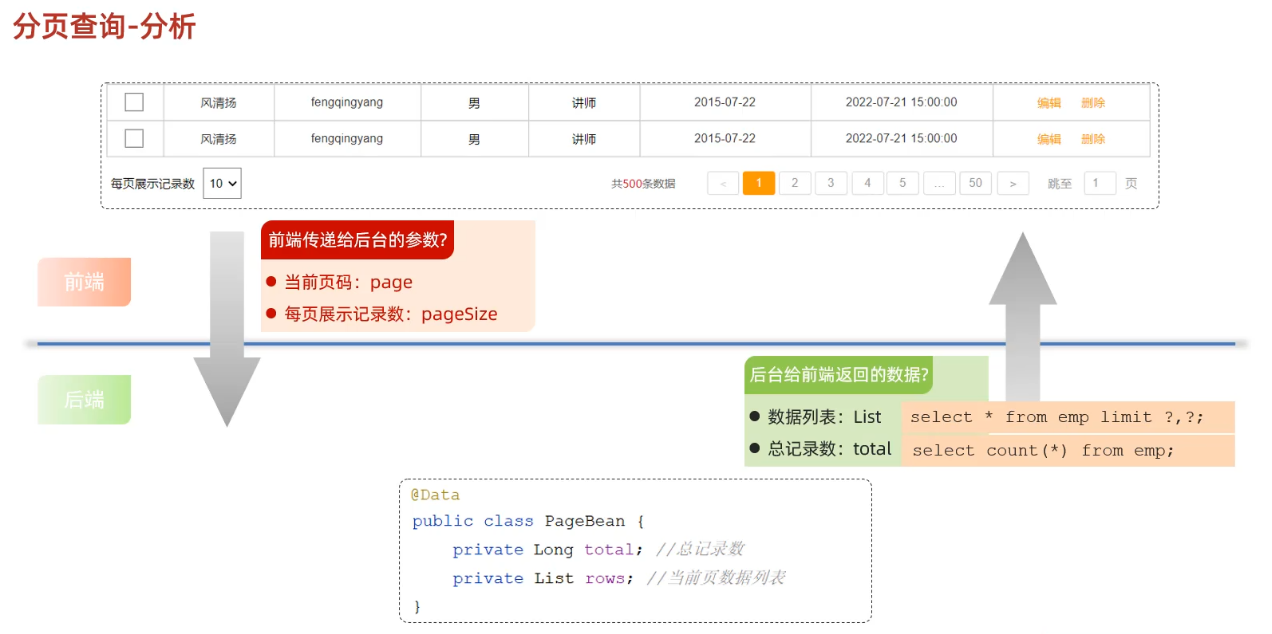 分页查询-分析
风清扬 fengqingyang 男 讲师 2015-07-22 2022-07-21 15:00:00 编辑 删除
风清扬 fengqingyang 男 讲师 2015-07-22 2022-07-21 15:00:00 编辑 删除
每页展示记录数 10 共500条数据 < 1 2 3 4 5 ... 50 > 跳至 1 页
前端传递给后台的参数?
前端
当前页码：page
每页展示记录数：pageSize
后端
后台给前端返回的数据?
数据列表：List select * from emp limit ?,?;
总记录数：total select count(*) from emp;
@Data
public class PageBean {
private Long total; //总记录数
private List rows; //当前页数据列表
}